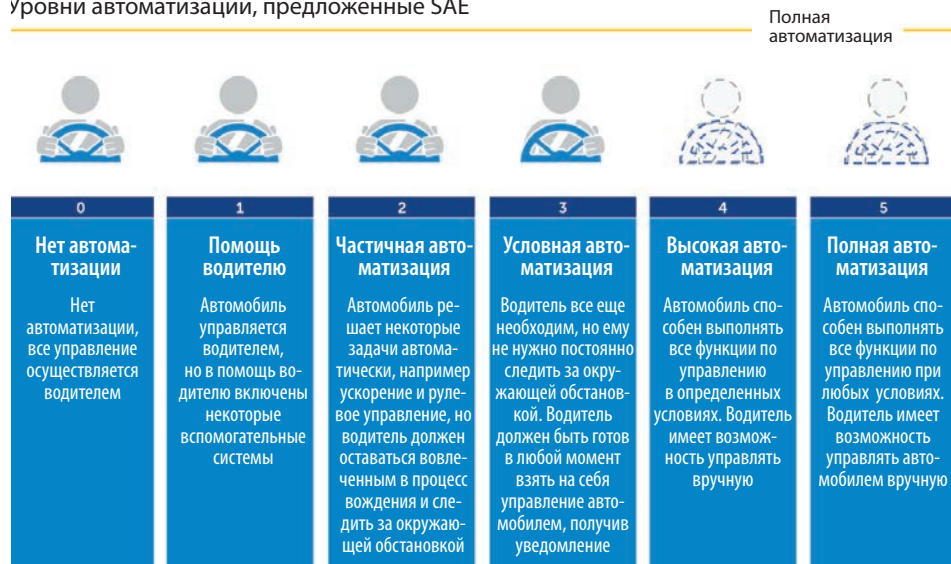 Уровни автоматизации, предложенные SAE
Полная
автоматизация
0
Нет автома-
тизации
Нет
автоматизации,
все управление
осуществляется
водителем
1
Помощь
водителю
Автомобиль
управляется
водителем,
но в помощь во-
дителю включены
некоторые
вспомогательные
системы
2
Частичная авто-
матизация
Автомобиль ре-
шает некоторые
задачи автома-
тически, например
ускорение и руле-
вое управление, но
водитель должен
оставаться вовле-
ченным в процесс
вождения и сле-
дить за окружаю-
щей обстановкой
3
Условная авто-
матизация
Водитель все еще
необходим, но ему
не нужно постоянно
следить за окру-
жающей обстанов-
кой. Водитель
должен быть готов
в любой момент
взять на себя
управление авто-
мобилем, получив
уведомление
4
Высокая авто-
матизация
Автомобиль спо-
собен выполнять
все функции по
управлению
в определенных
условиях. Водитель
имеет возмож-
ность управлять
вручную
5
Полная авто-
матизация
Автомобиль спо-
собен выполнять
все функции по
управлению при
любых условиях.
Водитель имеет
возможность
управлять авто-
мобилем вручную